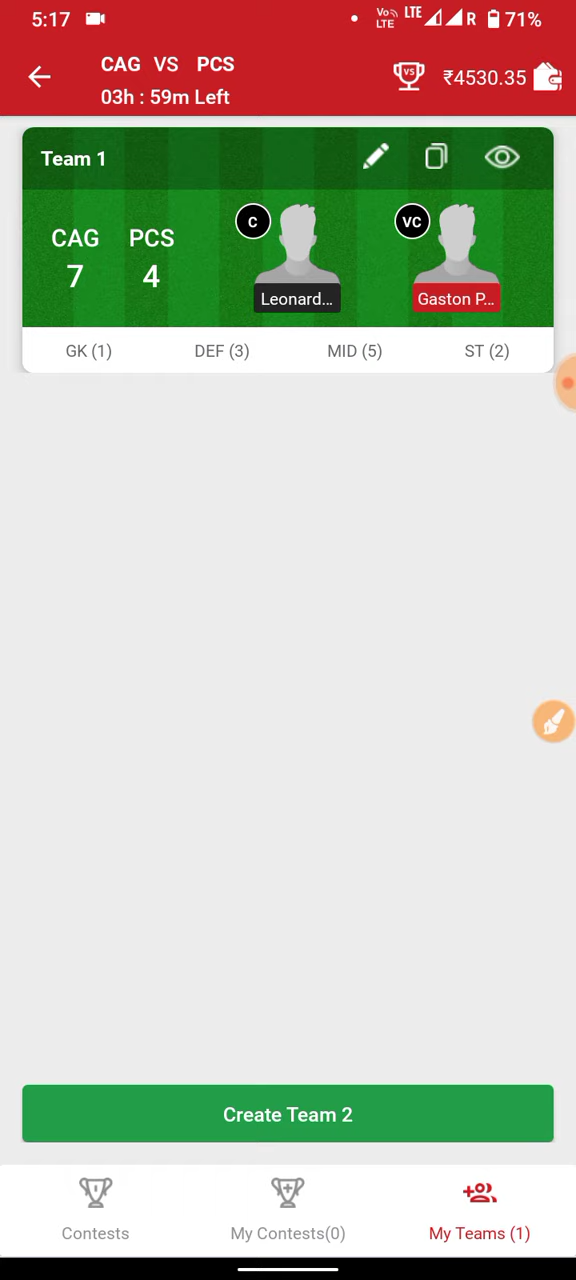 5:17 Vo LTE LTE R 71%
CAG VS PCS
03h : 59m Left
VS ₹4530.35
Team 1
C VC
CAG PCS
7 4
Leonard... Gaston P...
GK (1) DEF (3) MID (5) ST (2)
Create Team 2
Contests My Contests(0) My Teams (1)